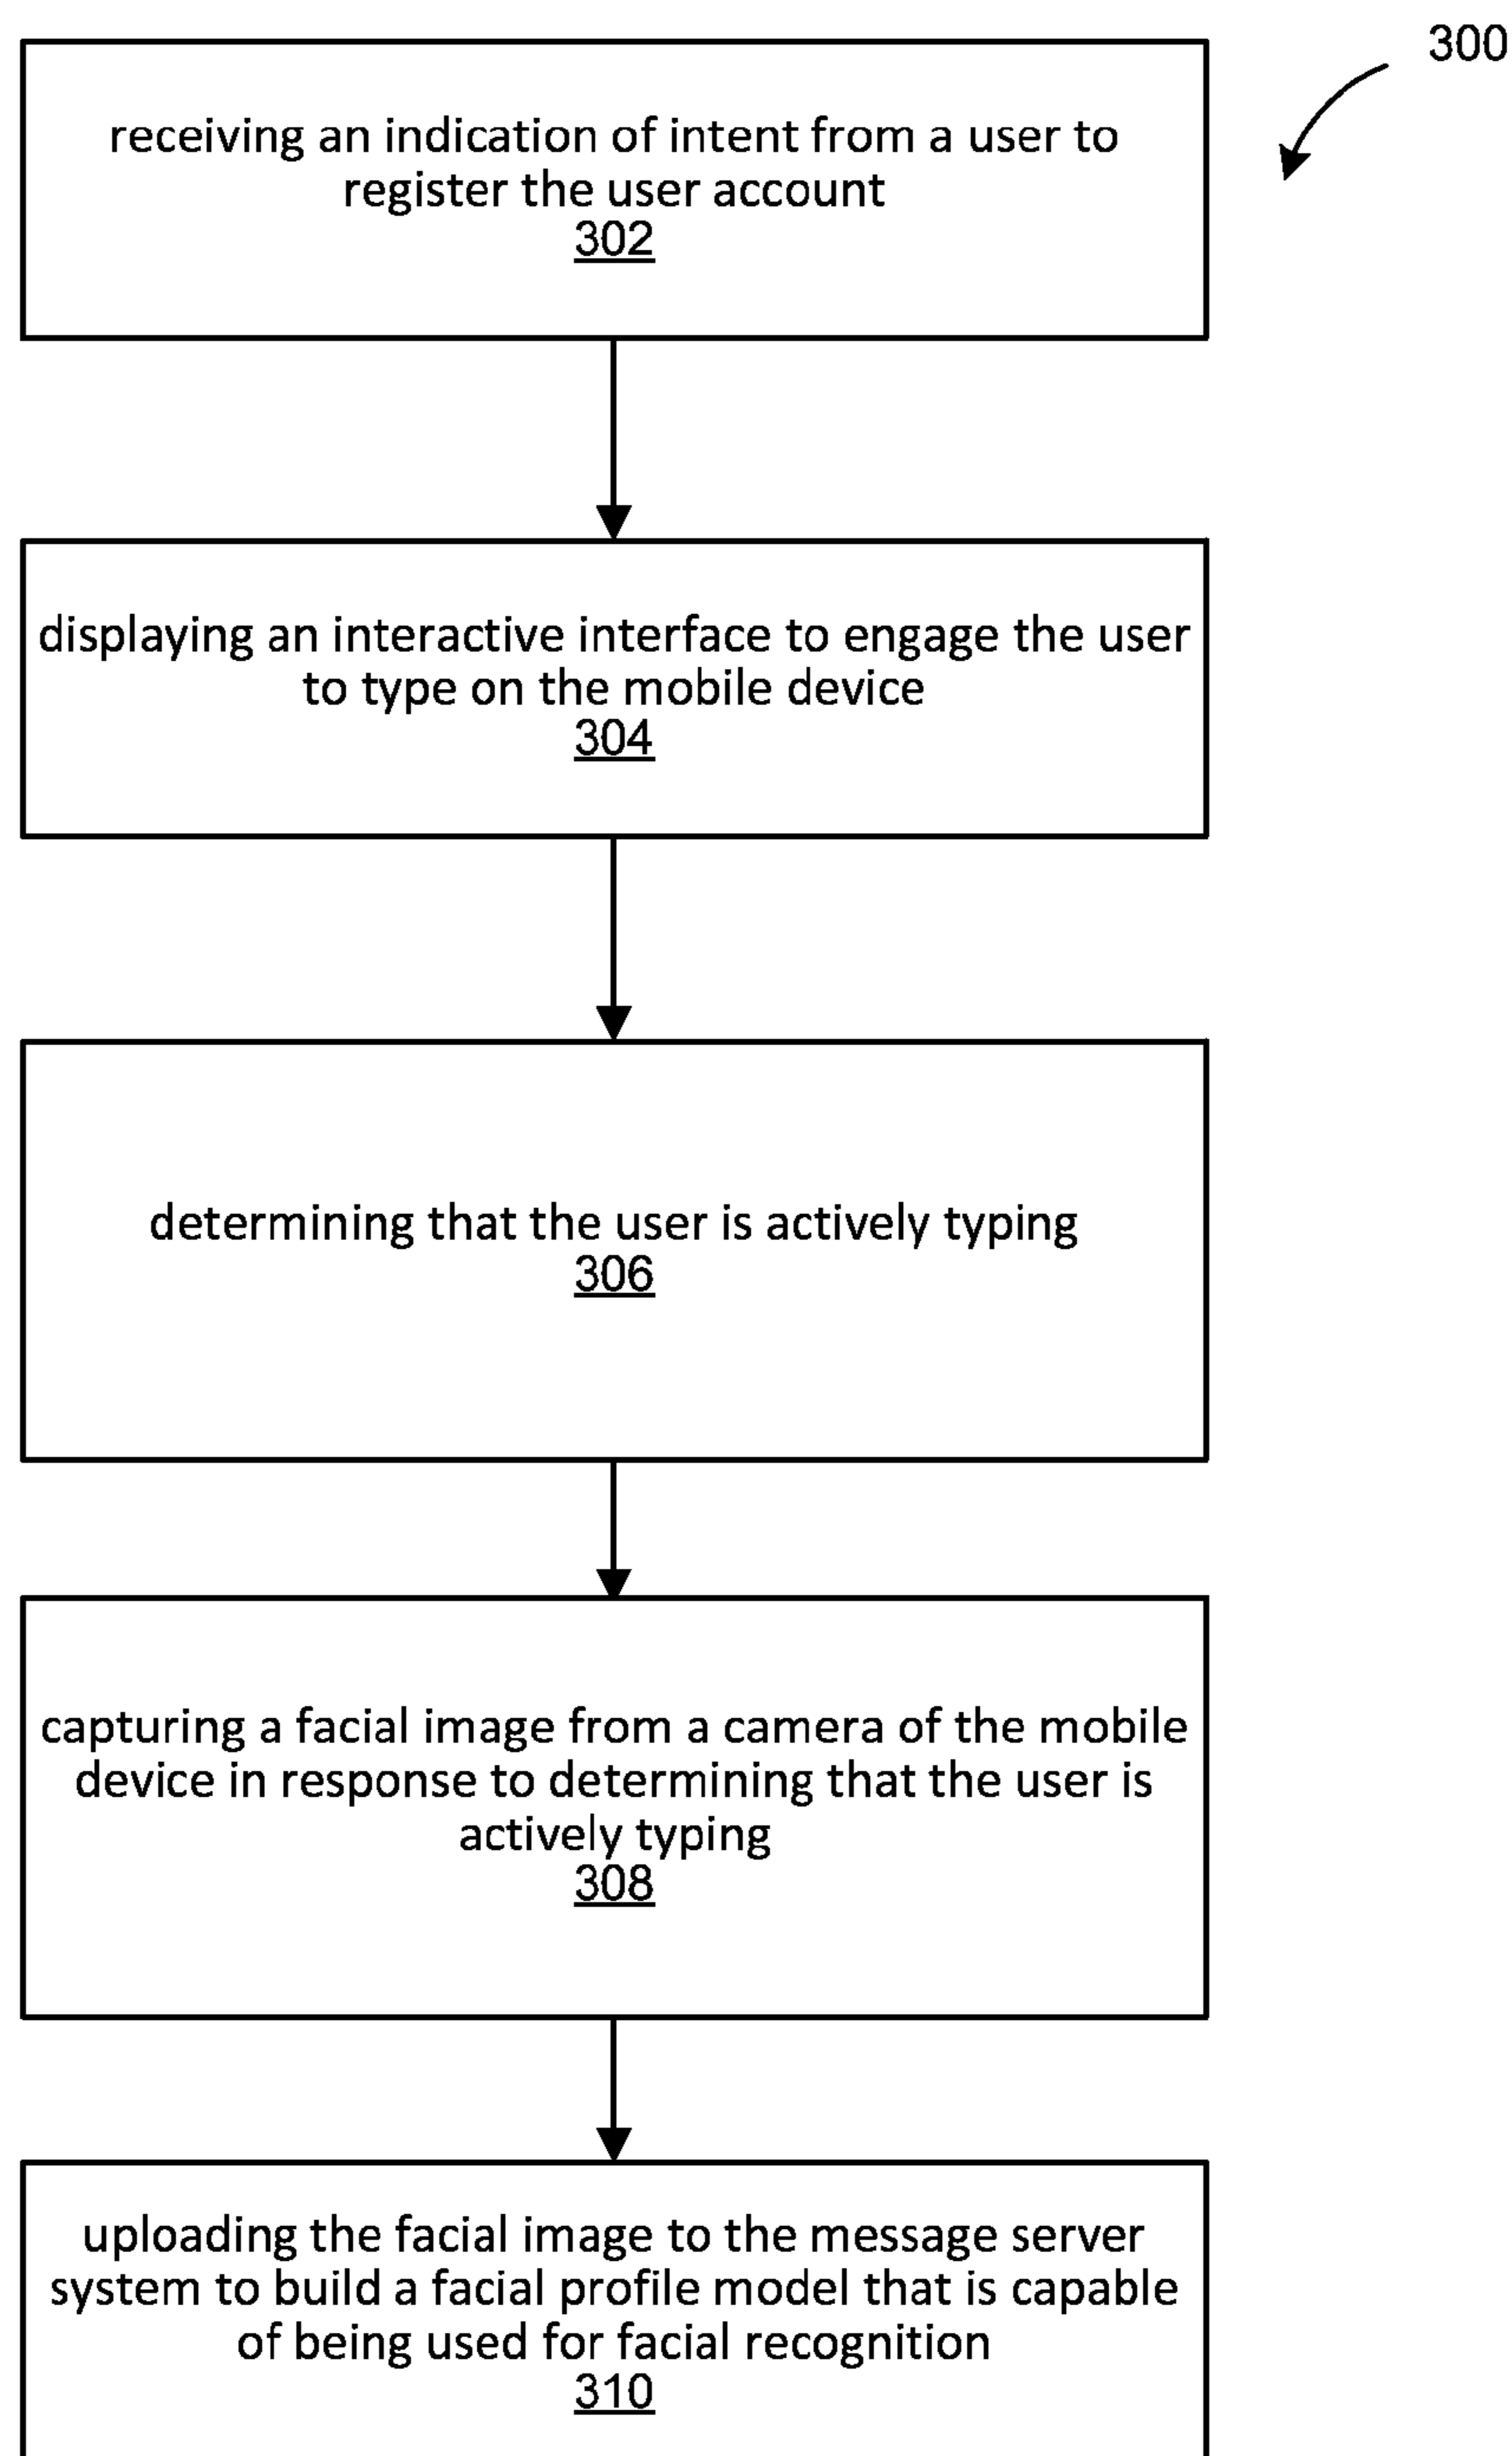 300
receiving an indication of intent from a user to
register the user account
302
displaying an interactive interface to engage the user
to type on the mobile device
304
determining that the user is actively typing
306
capturing a facial image from a camera of the mobile
device in response to determining that the user is
actively typing
308
uploading the facial image to the message server
system to build a facial profile model that is capable
of being used for facial recognition
310